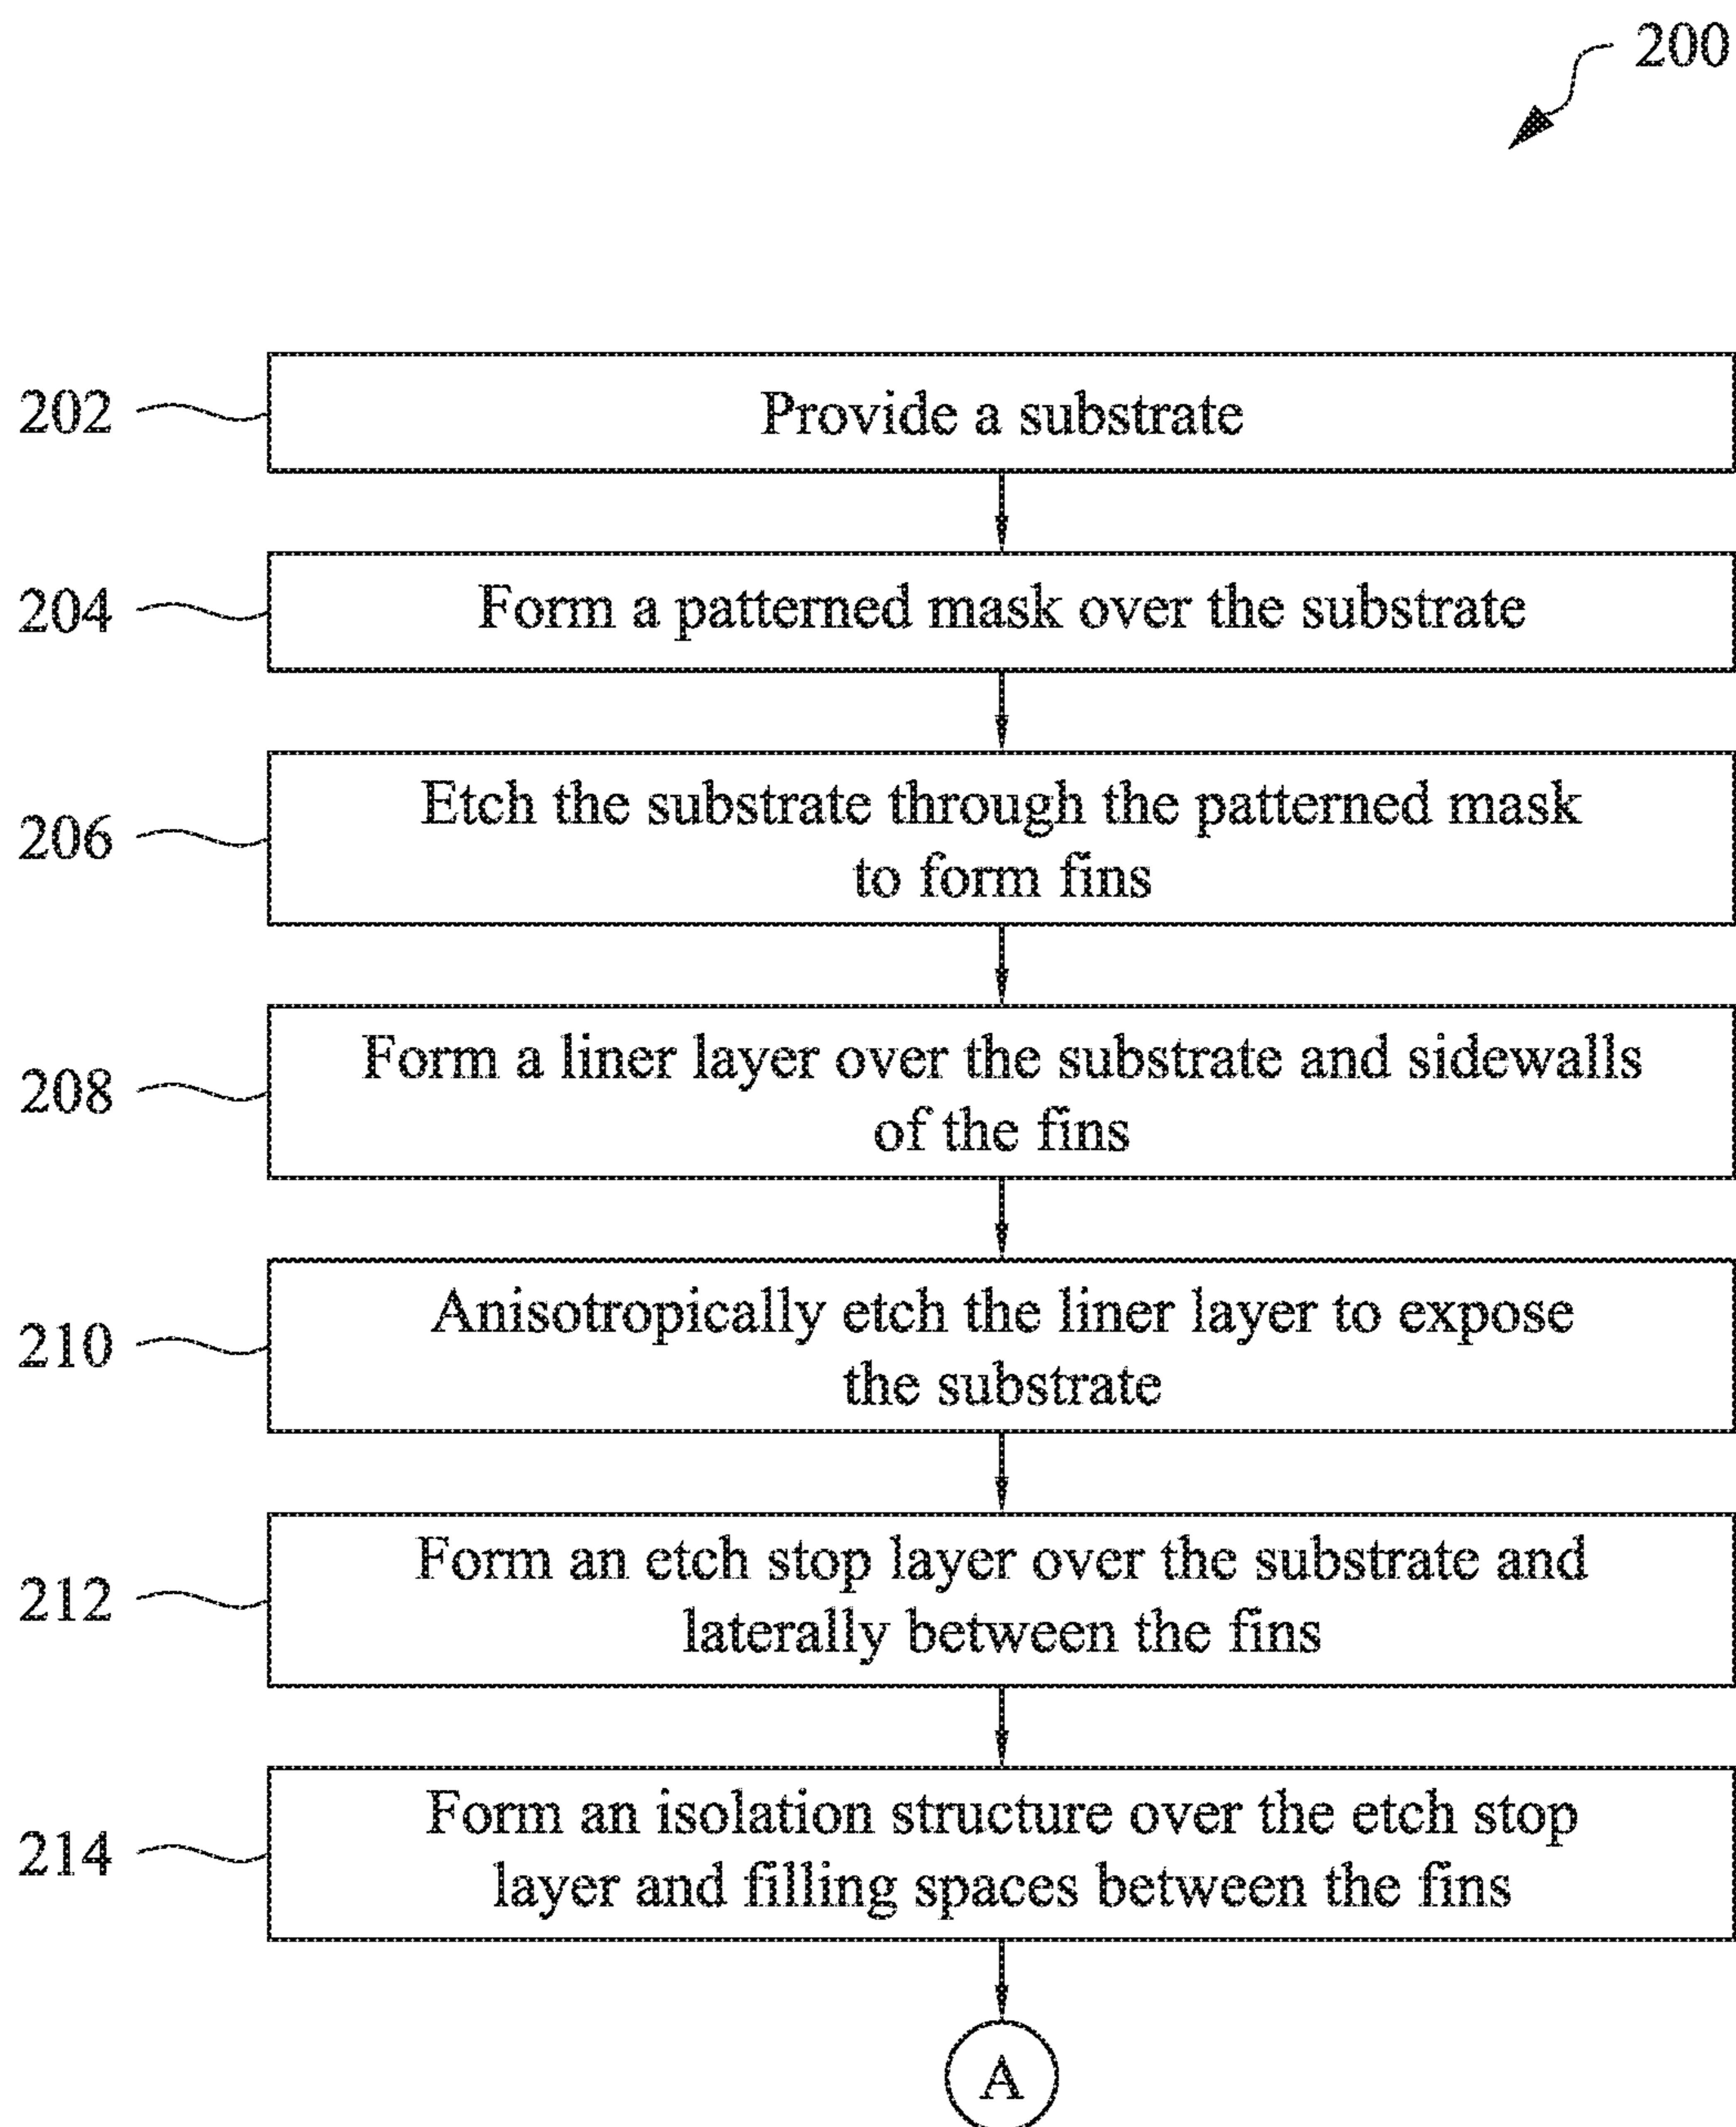 200
202
Provide a substrate
204
Form a patterned mask over the substrate
206
Etch the substrate through the patterned mask
to form fins
208
Form a liner layer over the substrate and sidewalls
of the fins
210
Anisotropically etch the liner layer to expose
the substrate
212
Form an etch stop layer over the substrate and
laterally between the fins
214
Form an isolation structure over the etch stop
layer and filling spaces between the fins
A